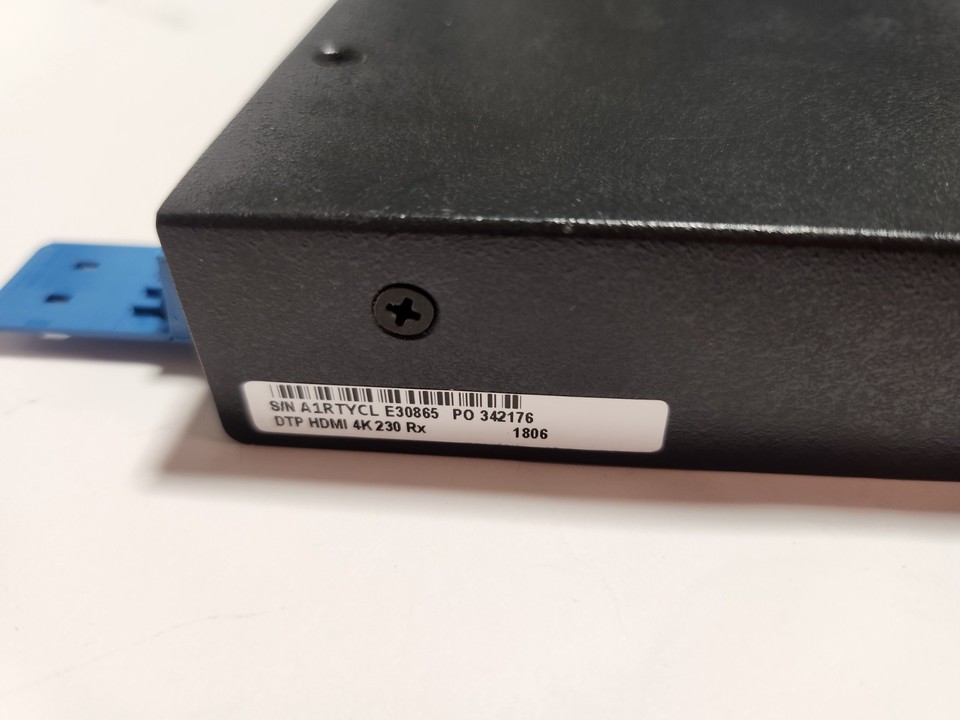 S/N A1RTYCL E30865 PO 342176
DTP HDMI 4K 230 Rx 1806